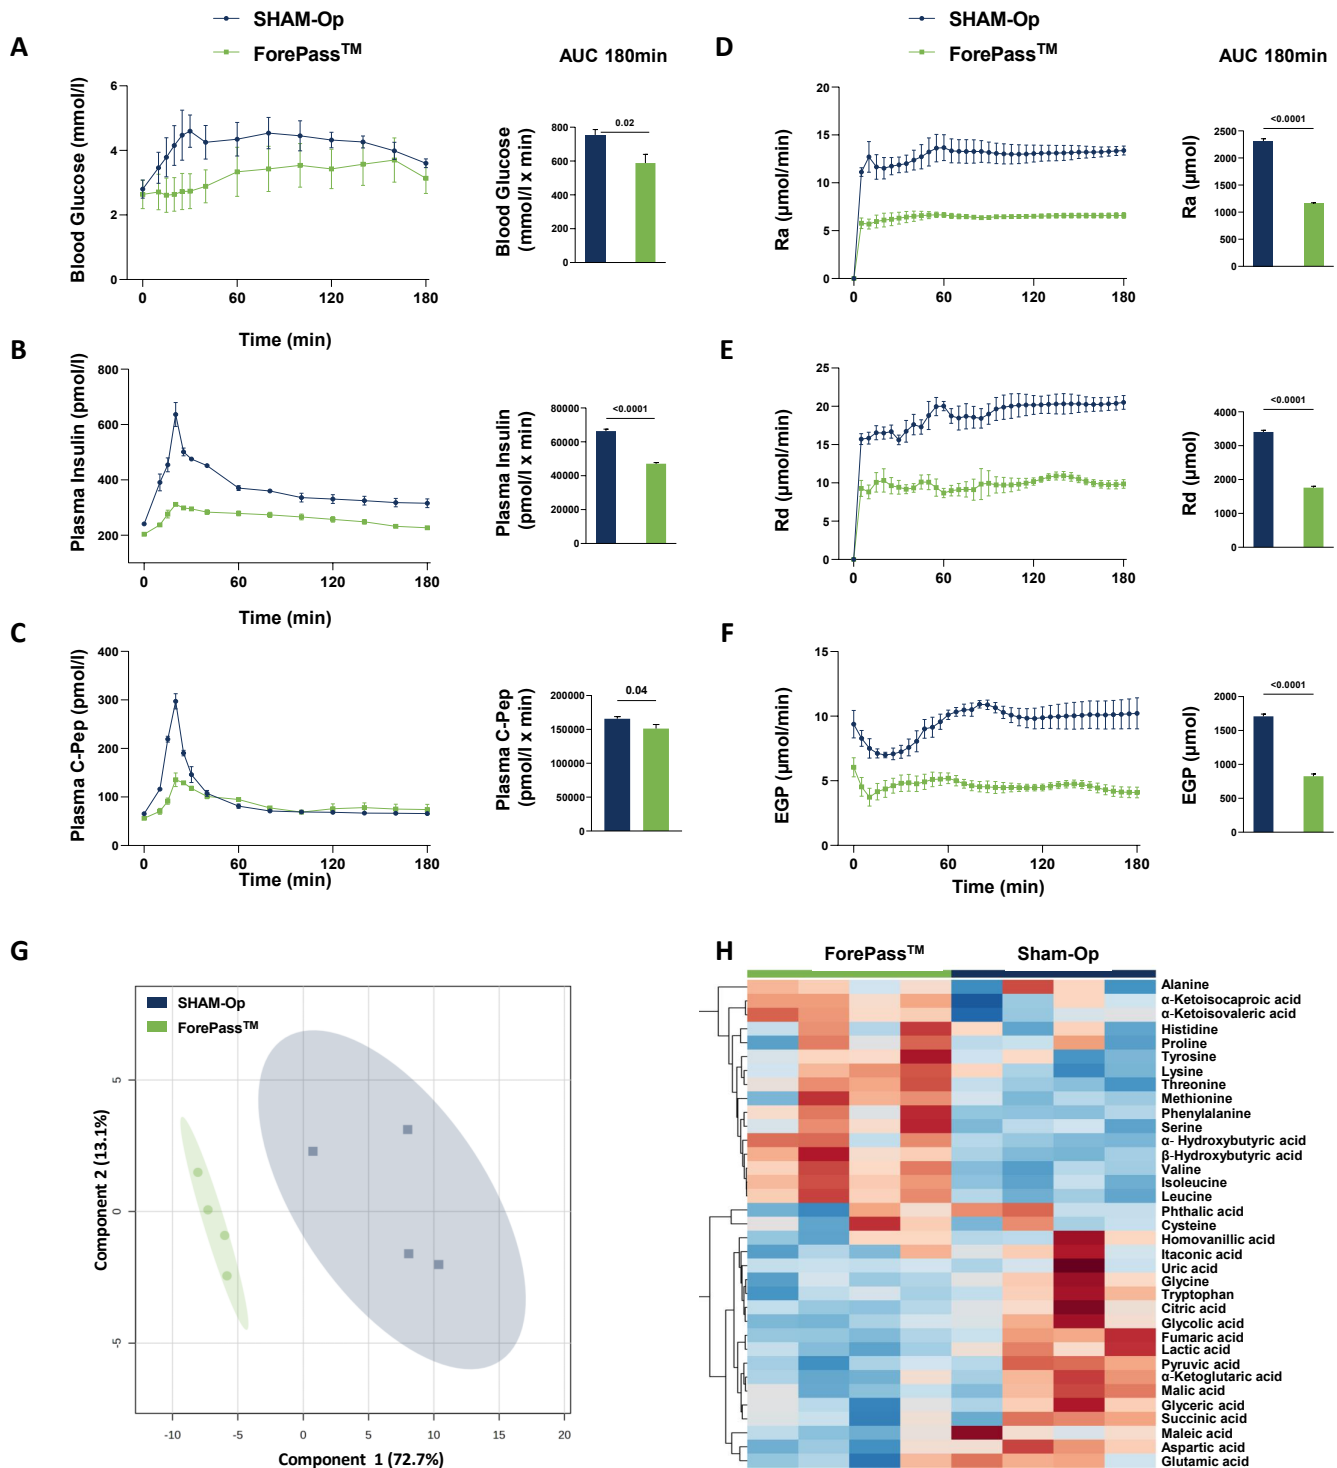 SHAM-Op
ForePass™
A
AUC 180min
Blood Glucose (mmol/l)
6
4
2
0
0
60
120
180
Time (min)
Blood Glucose
(mmol/l x min)
800
600
400
200
0
0.02
B
Plasma Insulin (pmol/l)
800
600
400
200
0
60
120
180
Time (min)
Plasma Insulin
(pmol/l x min)
80000
60000
40000
20000
0
<0.0001
C
Plasma C-Pep (pmol/l)
400
300
200
100
0
0
60
120
180
Time (min)
Plasma C-Pep
(pmol/l x min)
200000
150000
100000
50000
0
0.04
SHAM-Op
ForePass™
D
AUC 180min
Ra (µmol/min)
20
15
10
5
0
0
60
120
180
Ra (µmol)
2500
2000
1500
1000
500
0
<0.0001
E
Rd (µmol/min)
25
20
15
10
5
0
0
60
120
180
Rd (µmol)
4000
3000
2000
1000
0
<0.0001
F
EGP (µmol/min)
15
10
5
0
0
60
120
180
Time (min)
EGP (µmol)
2000
1500
1000
500
0
<0.0001
G
SHAM-Op
ForePass™
Component 2 (13.1%)
5
0
-5
-10
-5
0
5
10
15
20
Component 1 (72.7%)
H
ForePass™
Sham-Op
Alanine
α-Ketoisocaproic acid
α-Ketoisovaleric acid
Histidine
Proline
Tyrosine
Lysine
Threonine
Methionine
Phenylalanine
Serine
α- Hydroxybutyric acid
β-Hydroxybutyric acid
Valine
Isoleucine
Leucine
Phthalic acid
Cysteine
Homovanillic acid
Itaconic acid
Uric acid
Glycine
Tryptophan
Citric acid
Glycolic acid
Fumaric acid
Lactic acid
Pyruvic acid
α-Ketoglutaric acid
Malic acid
Glyceric acid
Succinic acid
Maleic acid
Aspartic acid
Glutamic acid